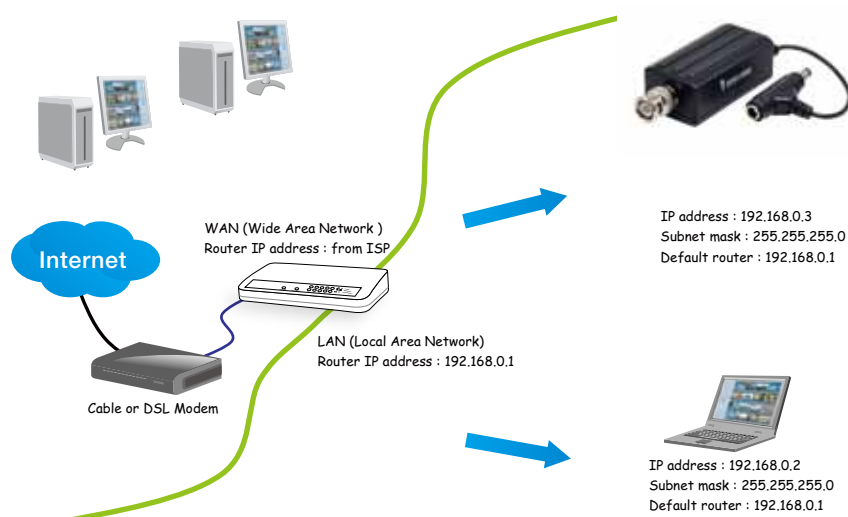 WAN (Wide Area Network )
Router IP address : from ISP
Internet
IP address : 192.168.0.3
Subnet mask : 255.255.255.0
Default router : 192.168.0.1
LAN (Local Area Network)
Router IP address : 192.168.0.1
Cable or DSL Modem
IP address : 192.168.0.2
Subnet mask : 255.255.255.0
Default router : 192.168.0.1